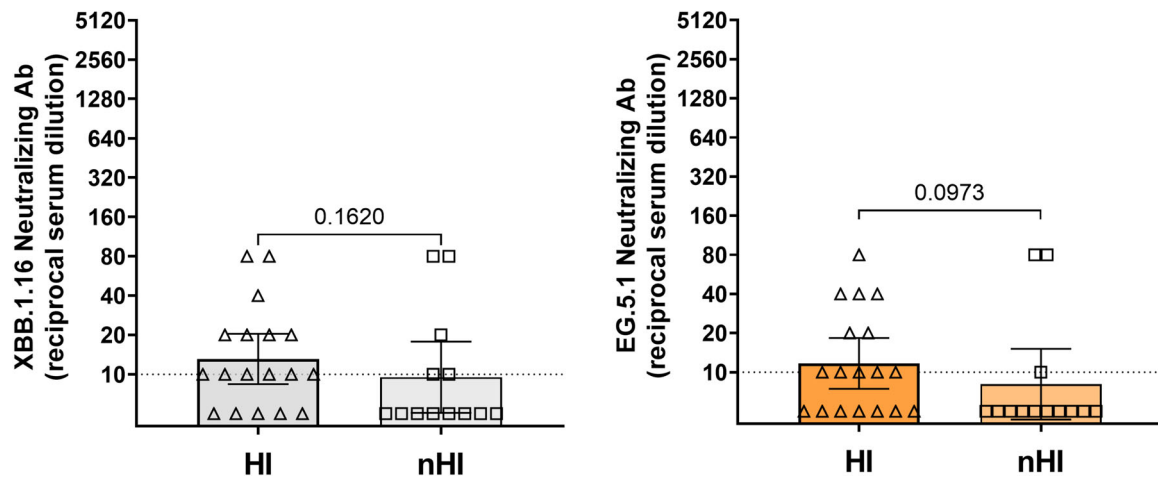 XBB.1.16 Neutralizing Ab
(reciprocal serum dilution)
5120
2560
1280
640
320
160
80
40
20
10
0.1620
HI
nHI
EG.5.1 Neutralizing Ab
(reciprocal serum dilution)
5120
2560
1280
640
320
160
80
40
20
10
0.0973
HI
nHI